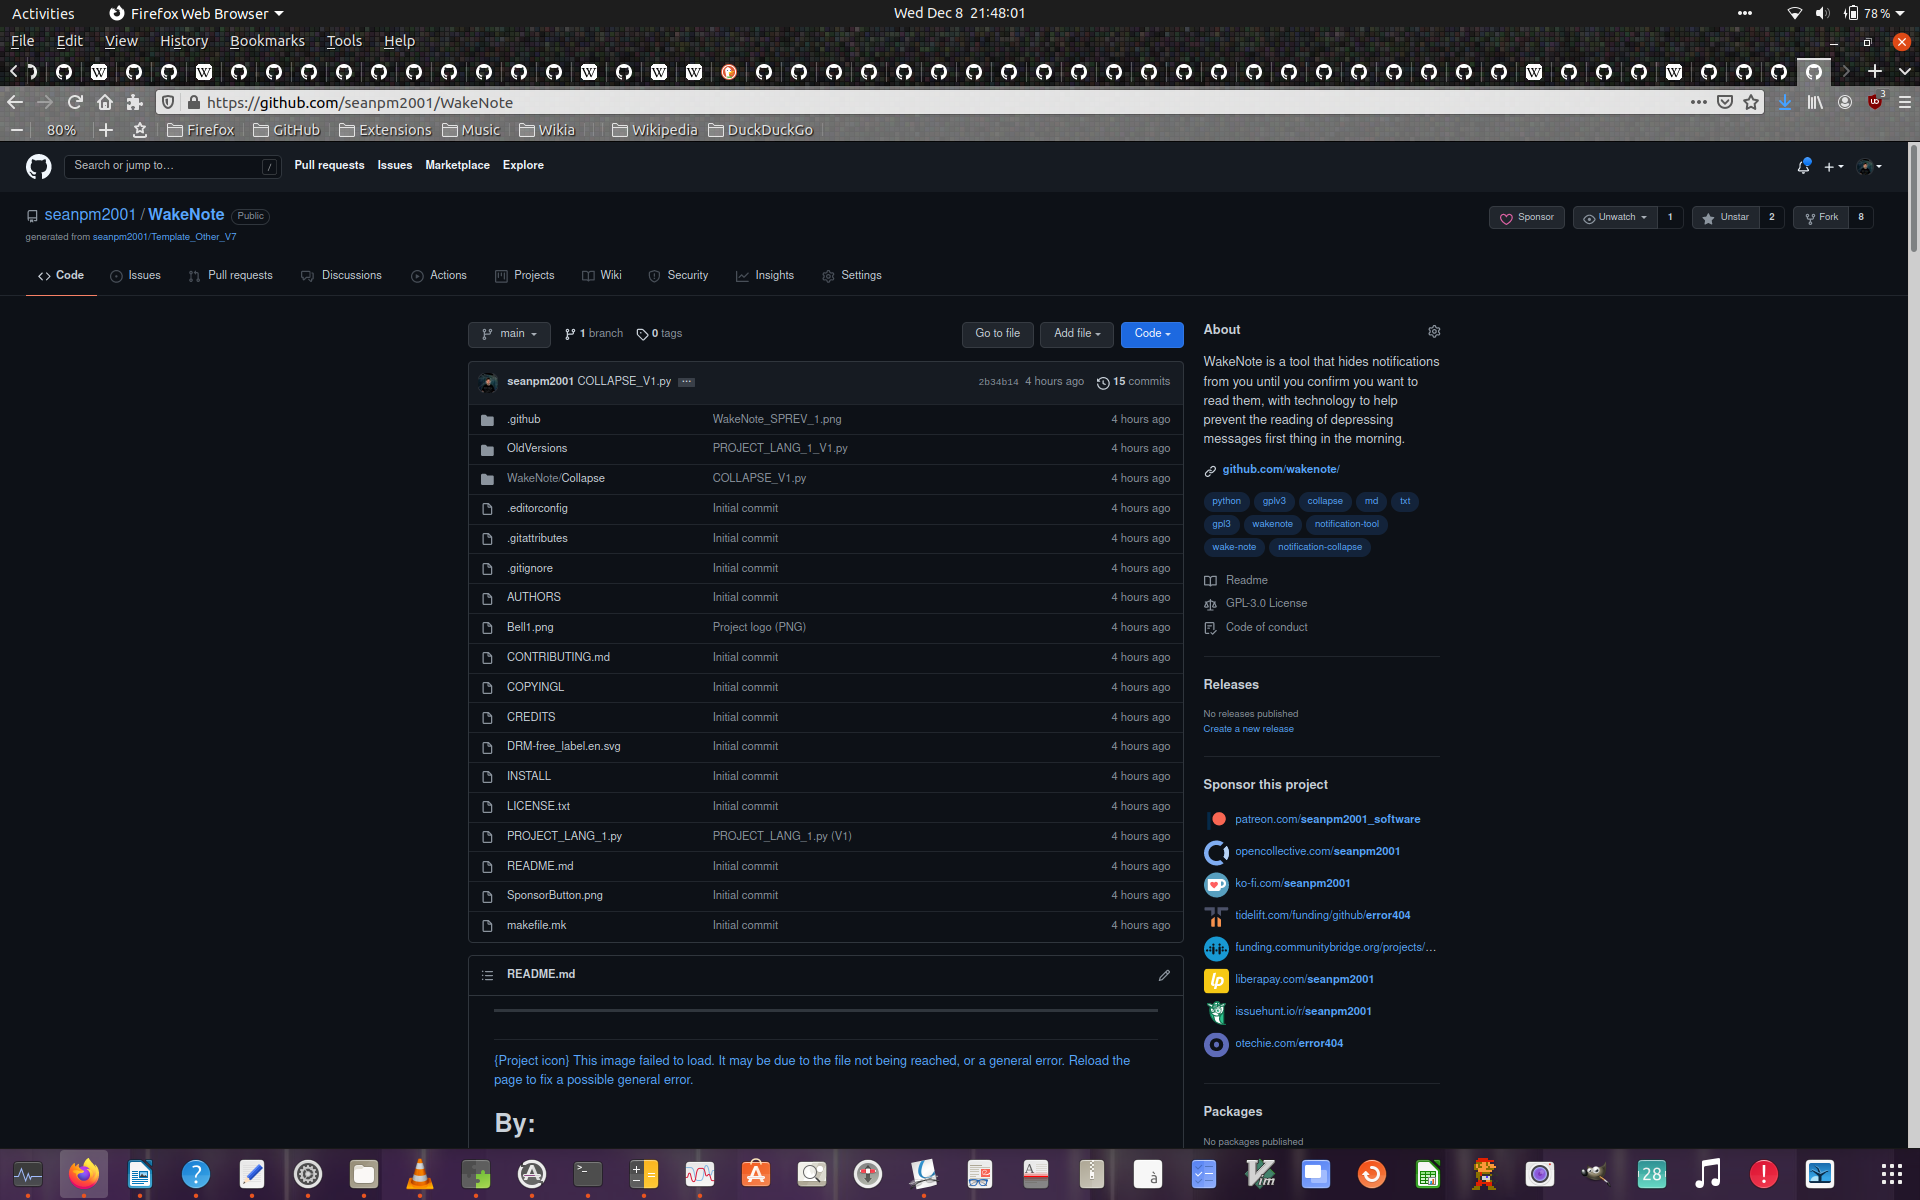 Activities
Firefox Web Browser
Wed Dec 8 21:48:01
78 %
File Edit View History Bookmarks Tools Help
https://github.com/seanpm2001/WakeNote
3
80%
Firefox
GitHub
Extensions
Music
Wikia
Wikipedia
DuckDuckGo
Search or jump to…
/
Pull requests Issues Marketplace Explore
seanpm2001 / WakeNote Public
Sponsor
Unwatch 1
Unstar 2
Fork 8
generated from seanpm2001/Template_Other_V7
Code
Issues
Pull requests
Discussions
Actions
Projects
Wiki
Security
Insights
Settings
main
1 branch
0 tags
Go to file
Add file
Code
seanpm2001 COLLAPSE_V1.py
2b34b14 4 hours ago
15 commits
.github WakeNote_SPREV_1.png 4 hours ago
OldVersions PROJECT_LANG_1_V1.py 4 hours ago
WakeNote/Collapse COLLAPSE_V1.py 4 hours ago
.editorconfig Initial commit 4 hours ago
.gitattributes Initial commit 4 hours ago
.gitignore Initial commit 4 hours ago
AUTHORS Initial commit 4 hours ago
Bell1.png Project logo (PNG) 4 hours ago
CONTRIBUTING.md Initial commit 4 hours ago
COPYINGL Initial commit 4 hours ago
CREDITS Initial commit 4 hours ago
DRM-free_label.en.svg Initial commit 4 hours ago
INSTALL Initial commit 4 hours ago
LICENSE.txt Initial commit 4 hours ago
PROJECT_LANG_1.py PROJECT_LANG_1.py (V1) 4 hours ago
README.md Initial commit 4 hours ago
SponsorButton.png Initial commit 4 hours ago
makefile.mk Initial commit 4 hours ago
README.md
{Project icon} This image failed to load. It may be due to the file not being reached, or a general error. Reload the
page to fix a possible general error.
By:
About
WakeNote is a tool that hides notifications
from you until you confirm you want to
read them, with technology to help
prevent the reading of depressing
messages first thing in the morning.
github.com/wakenote/
python gplv3 collapse md txt
gpl3 wakenote notification-tool
wake-note notification-collapse
Readme
GPL-3.0 License
Code of conduct
Releases
No releases published
Create a new release
Sponsor this project
patreon.com/seanpm2001_software
opencollective.com/seanpm2001
ko-fi.com/seanpm2001
tidelift.com/funding/github/error404
funding.communitybridge.org/projects/…
liberapay.com/seanpm2001
issuehunt.io/r/seanpm2001
otechie.com/error404
Packages
No packages published
28